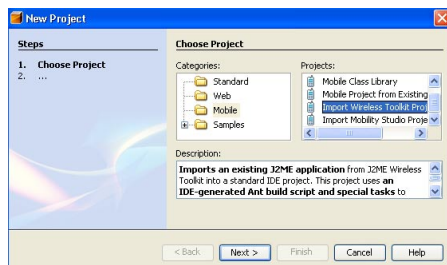 New Project
Steps
1. Choose Project
2. ...
Choose Project
Categories:
Standard
Web
Mobile
Samples
Projects:
Mobile Class Library
Mobile Project from Existing
Import Wireless Toolkit Proj
Import Mobility Studio Proje
Description:
Imports an existing J2ME application from J2ME Wireless
Toolkit into a standard IDE project. This project uses an
IDE-generated Ant build script and special tasks to
< Back
Next >
Finish
Cancel
Help